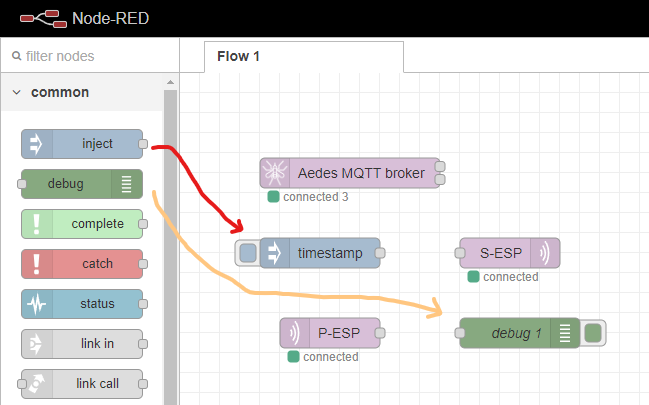 Node-RED
filter nodes
Flow 1
common
inject
debug
complete
catch
status
link in
link call
Aedes MQTT broker
connected 3
timestamp
S-ESP
connected
P-ESP
connected
debug 1